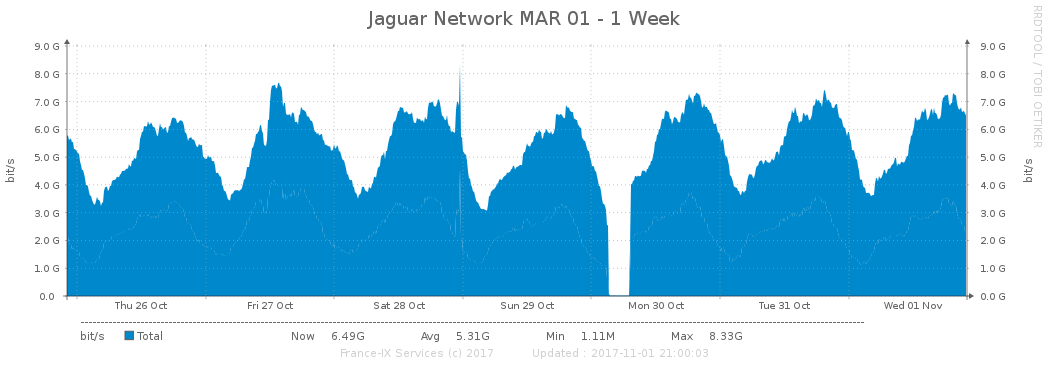 Jaguar Network MAR 01 - 1 Week
RRDTOOL / TOBI OETIKER
bit/s
9.0 G
8.0 G
7.0 G
6.0 G
5.0 G
4.0 G
3.0 G
2.0 G
1.0 G
0.0
9.0 G
8.0 G
7.0 G
6.0 G
5.0 G
4.0 G
3.0 G
2.0 G
1.0 G
0.0 G
bit/s
Thu 26 Oct Fri 27 Oct Sat 28 Oct Sun 29 Oct Mon 30 Oct Tue 31 Oct Wed 01 Nov
bit/s Total Now 6.49G Avg 5.31G Min 1.11M Max 8.33G
France-IX Services (c) 2017 Updated : 2017-11-01 21:00:03